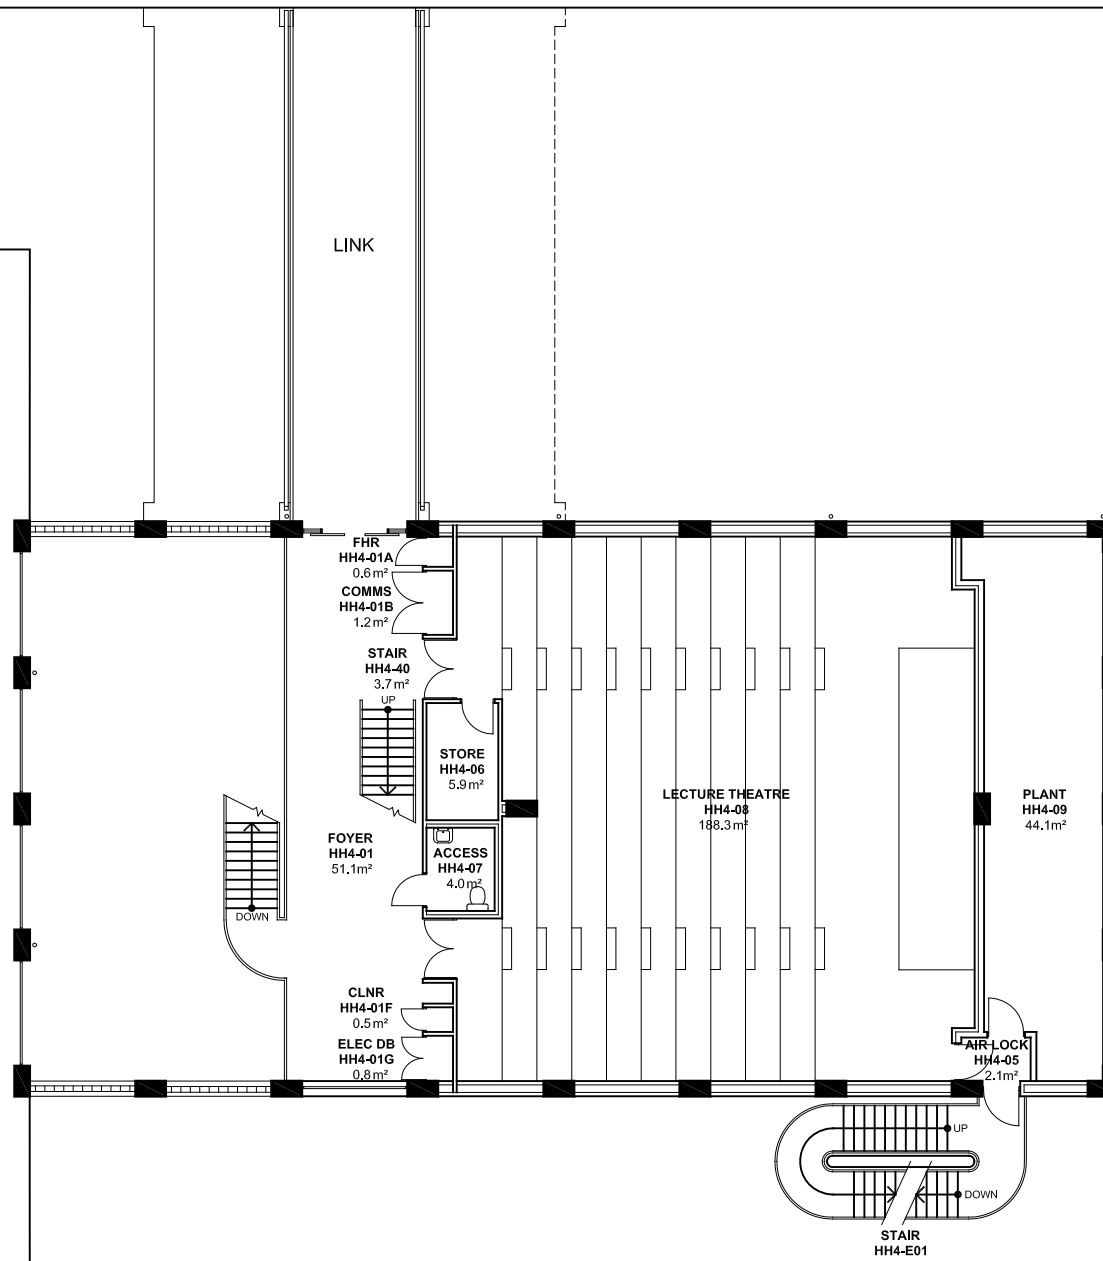 LINK
FHR
HH4-01A
0.6m²
COMMS
HH4-01B
1.2m²
STAIR
HH4-40
3.7m²
UP
STORE
HH4-06
5.9m²
LECTURE THEATRE
HH4-08
188.3m²
PLANT
HH4-09
44.1m²
FOYER
HH4-01
51.1m²
ACCESS
HH4-07
4.0m²
DOWN
CLNR
HH4-01F
0.5m²
ELEC DB
HH4-01G
0.8m²
AIR LOCK
HH4-05
2.1m²
UP
DOWN
STAIR
HH4-E01